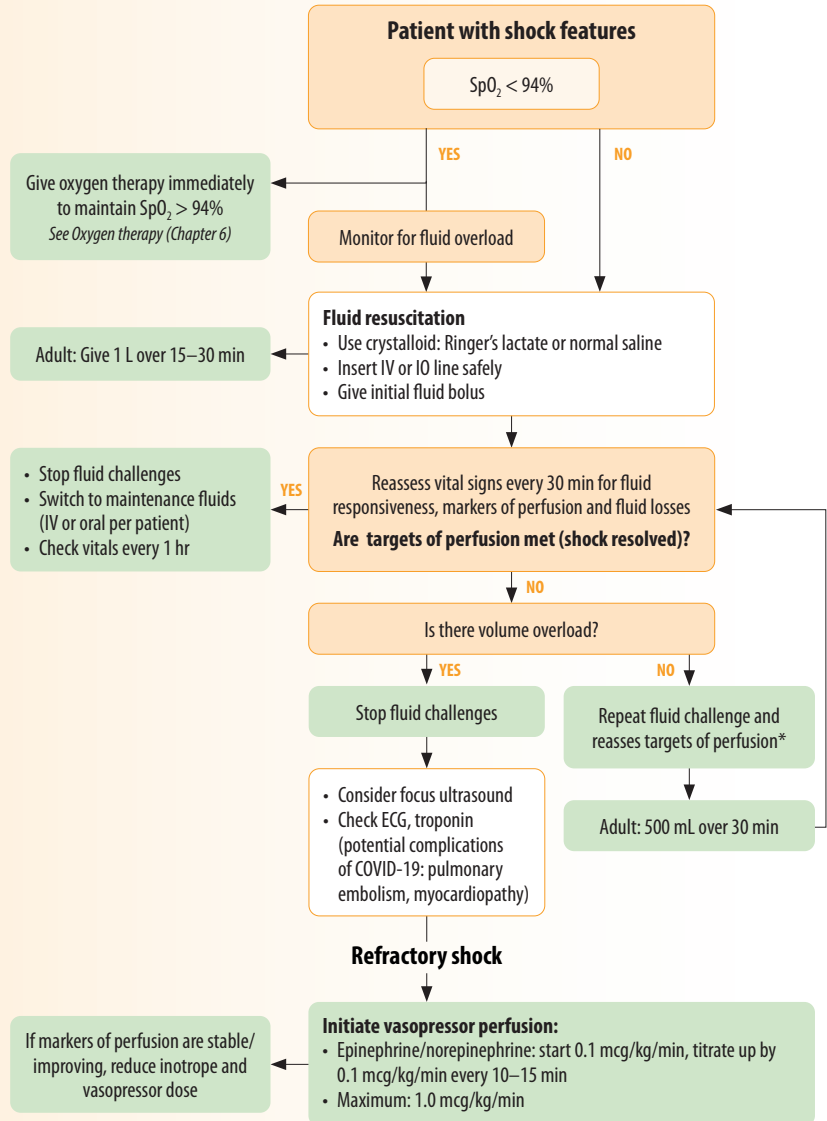 Patient with shock features
SpO₂ < 94%
YES
NO
Give oxygen therapy immediately
to maintain SpO₂ > 94%
See Oxygen therapy (Chapter 6)
Monitor for fluid overload
Fluid resuscitation
• Use crystalloid: Ringer's lactate or normal saline
• Insert IV or IO line safely
• Give initial fluid bolus
Adult: Give 1 L over 15–30 min
Reassess vital signs every 30 min for fluid
responsiveness, markers of perfusion and fluid losses
Are targets of perfusion met (shock resolved)?
YES
• Stop fluid challenges
• Switch to maintenance fluids
(IV or oral per patient)
• Check vitals every 1 hr
NO
Is there volume overload?
YES
NO
Stop fluid challenges
Repeat fluid challenge and
reasses targets of perfusion*
• Consider focus ultrasound
• Check ECG, troponin
(potential complications
of COVID-19: pulmonary
embolism, myocardiopathy)
Adult: 500 mL over 30 min
Refractory shock
Initiate vasopressor perfusion:
• Epinephrine/norepinephrine: start 0.1 mcg/kg/min, titrate up by
0.1 mcg/kg/min every 10–15 min
• Maximum: 1.0 mcg/kg/min
If markers of perfusion are stable/
improving, reduce inotrope and
vasopressor dose